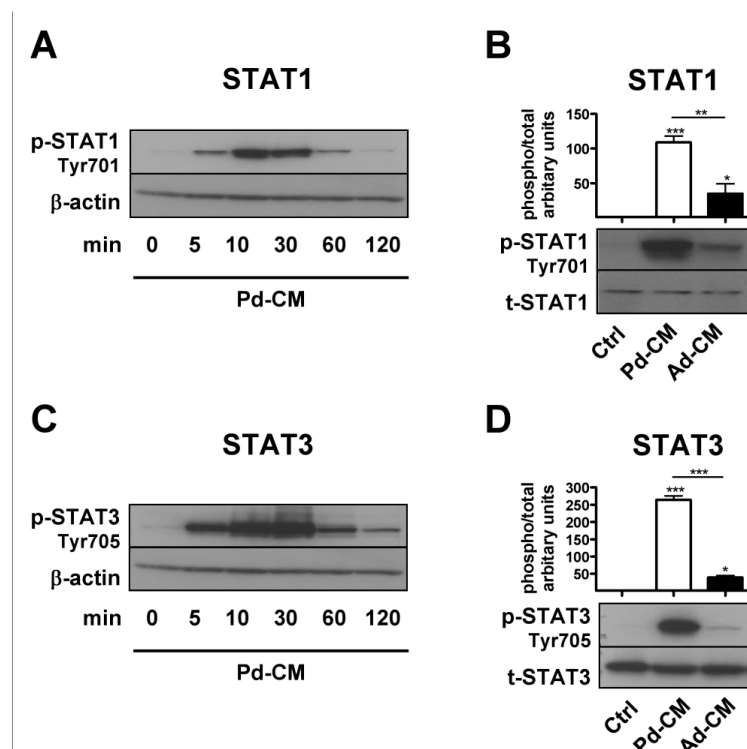 A
STAT1
p-STAT1
Tyr701
β-actin
min 0 5 10 30 60 120
Pd-CM
B
STAT1
phospho/total
arbitary units
150
100
50
**
***
*
p-STAT1
Tyr701
t-STAT1
Ctrl Pd-CM Ad-CM
C
STAT3
p-STAT3
Tyr705
β-actin
min 0 5 10 30 60 120
Pd-CM
D
STAT3
phospho/total
arbitary units
300
250
200
150
100
50
***
***
*
p-STAT3
Tyr705
t-STAT3
Ctrl Pd-CM Ad-CM